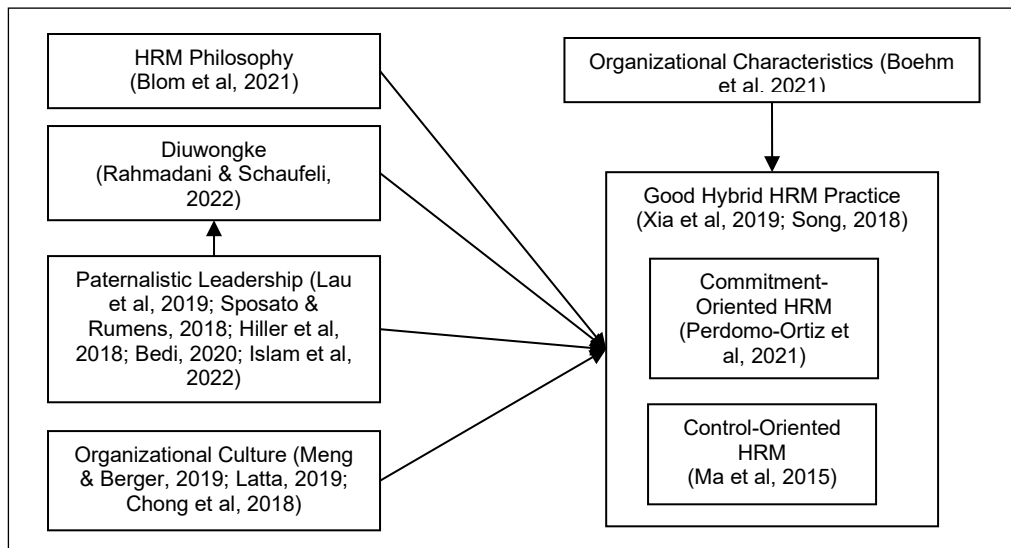 HRM Philosophy
(Blom et al, 2021)
Diuwongke
(Rahmadani & Schaufeli,
2022)
Paternalistic Leadership (Lau
et al, 2019; Sposato &
Rumens, 2018; Hiller et al,
2018; Bedi, 2020; Islam et al,
2022)
Organizational Culture (Meng
& Berger, 2019; Latta, 2019;
Chong et al, 2018)
Organizational Characteristics (Boehm
et al, 2021)
Good Hybrid HRM Practice
(Xia et al, 2019; Song, 2018)
Commitment-
Oriented HRM
(Perdomo-Ortiz et
al, 2021)
Control-Oriented
HRM
(Ma et al, 2015)